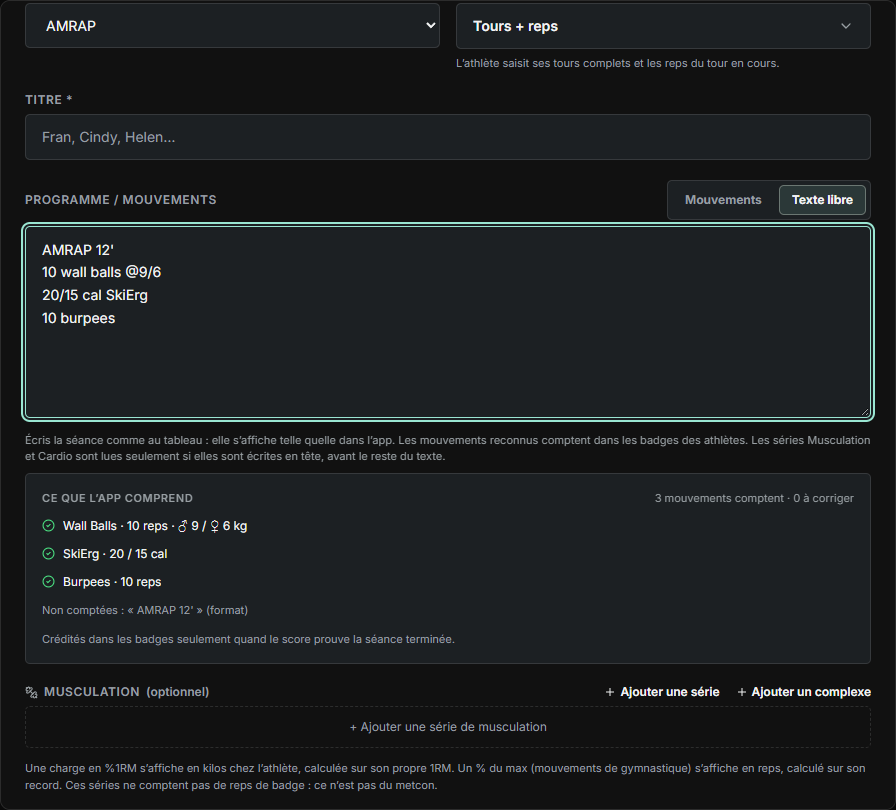 AMRAP
Tours + reps
L'athlète saisit ses tours complets et les reps du tour en cours.
TITRE *
Fran, Cindy, Helen...
PROGRAMME / MOUVEMENTS
Mouvements
Texte libre
AMRAP 12'
10 wall balls @9/6
20/15 cal SkiErg
10 burpees
Écris la séance comme au tableau : elle s'affiche telle quelle dans l'app. Les mouvements reconnus comptent dans les badges des athlètes. Les séries Musculation
et Cardio sont lues seulement si elles sont écrites en tête, avant le reste du texte.
CE QUE L'APP COMPREND
3 mouvements comptent · 0 à corriger
Wall Balls · 10 reps · ♂ 9 / ♀ 6 kg
SkiErg · 20 / 15 cal
Burpees · 10 reps
Non comptées : « AMRAP 12' » (format)
Crédités dans les badges seulement quand le score prouve la séance terminée.
MUSCULATION (optionnel)
+ Ajouter une série
+ Ajouter un complexe
+ Ajouter une série de musculation
Une charge en %1RM s'affiche en kilos chez l'athlète, calculée sur son propre 1RM. Un % du max (mouvements de gymnastique) s'affiche en reps, calculé sur son
record. Ces séries ne comptent pas de reps de badge : ce n'est pas du metcon.